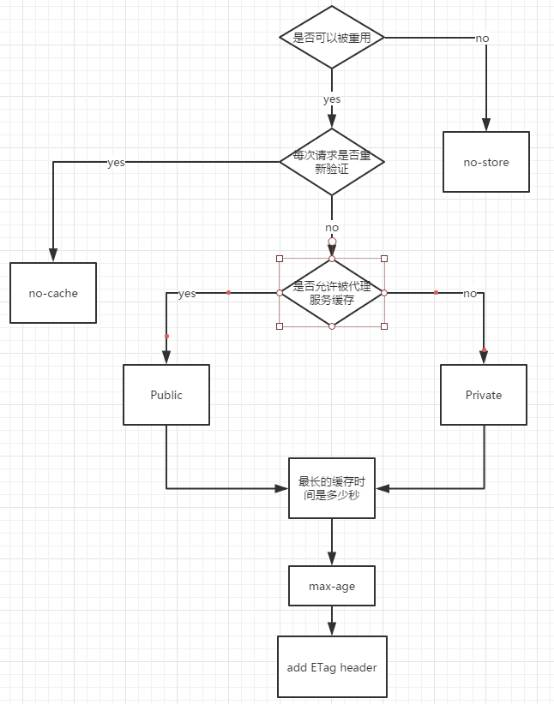 是否可以被重用
no
yes
每次请求是否重
新验证
yes
no-store
no
no-cache
是否允许被代理
服务缓存
yes
no
Public
Private
最长的缓存时
间是多少秒
max-age
add ETag header